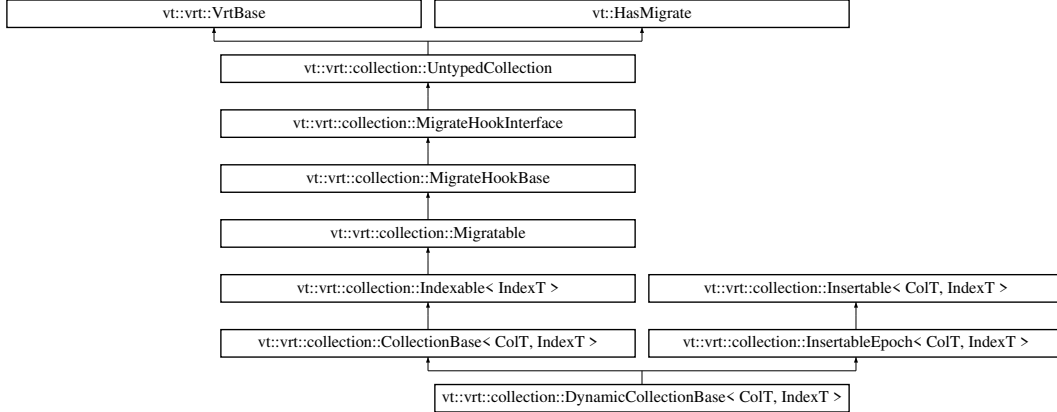 vt::vrt::VrtBase
vt::HasMigrate
vt::vrt::collection::UntypedCollection
vt::vrt::collection::MigrateHookInterface
vt::vrt::collection::MigrateHookBase
vt::vrt::collection::Migratable
vt::vrt::collection::Indexable< IndexT >
vt::vrt::collection::Insertable< ColT, IndexT >
vt::vrt::collection::CollectionBase< ColT, IndexT >
vt::vrt::collection::InsertableEpoch< ColT, IndexT >
vt::vrt::collection::DynamicCollectionBase< ColT, IndexT >